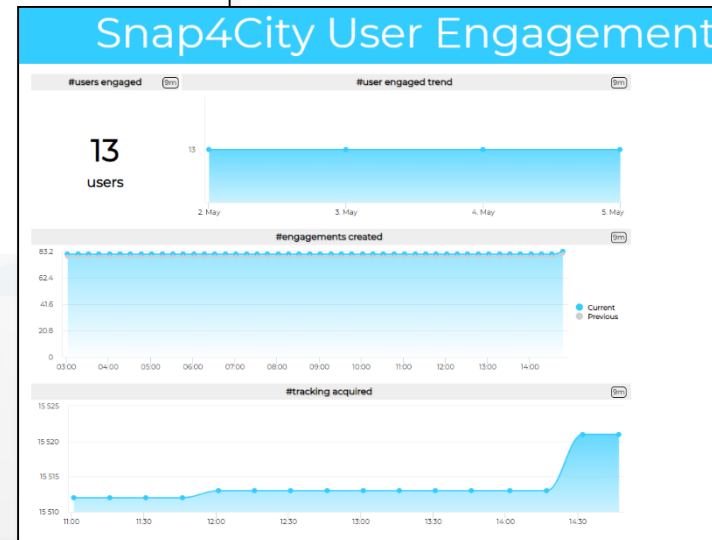 Snap4City User Engagement
#users engaged 9m
#user engaged trend 9m
13
users
13
2. May 3. May 4. May 5. May
#engagements created 9m
83.2
62.4
41.6
20.8
0
03:00 04:00 05:00 06:00 07:00 08:00 09:00 10:00 11:00 12:00 13:00 14:00
Current
Previous
#tracking acquired 9m
15 525
15 520
15 515
15 510
11:00 11:30 12:00 12:30 13:00 13:30 14:00 14:30